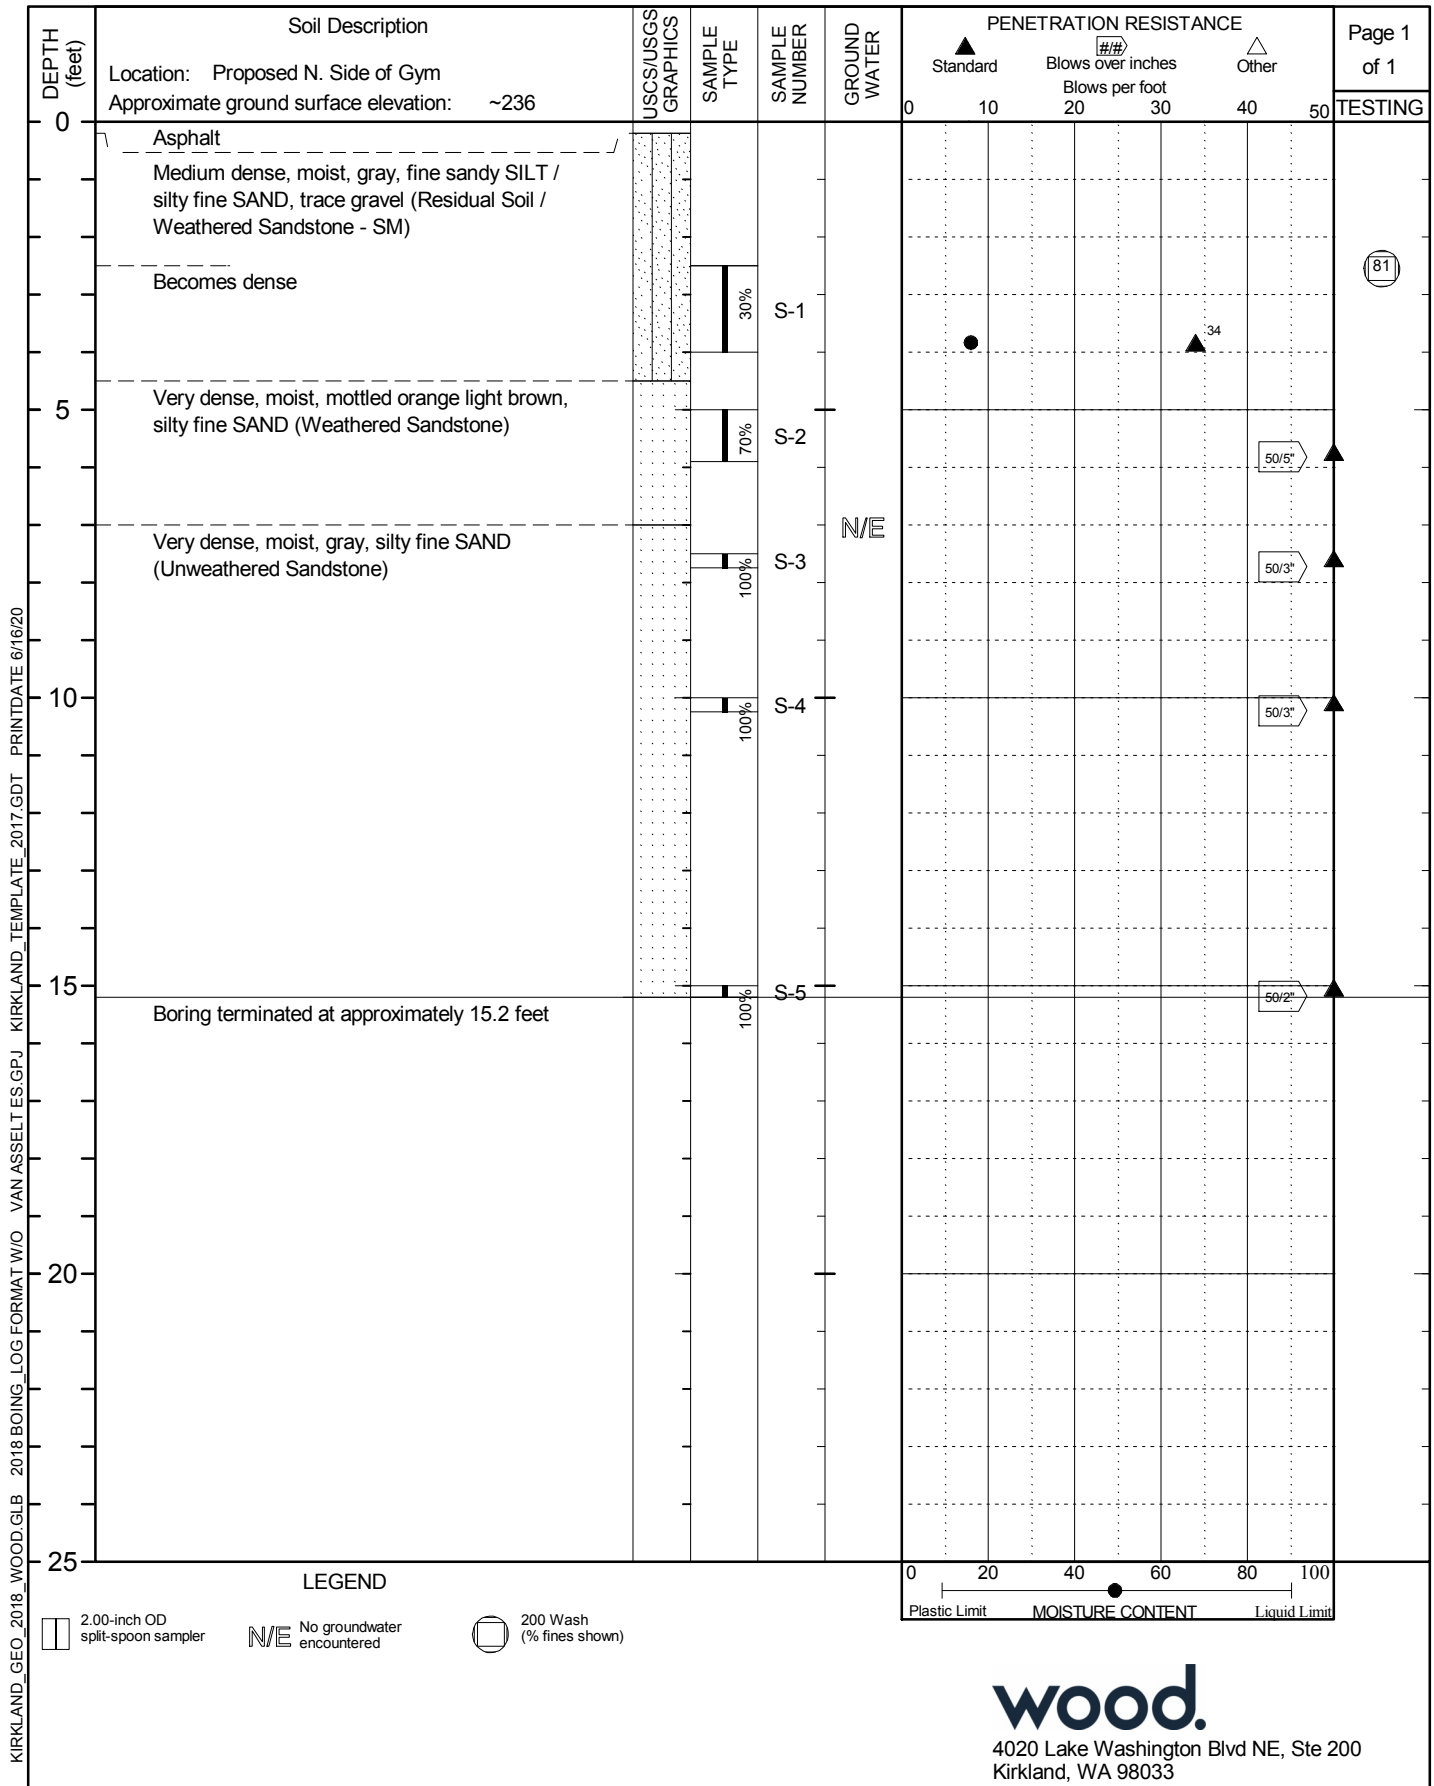 DEPTH
(feet)
Soil Description
Location: Proposed N. Side of Gym
Approximate ground surface elevation: ~236
USCS/USGS
GRAPHICS
SAMPLE
TYPE
SAMPLE
NUMBER
GROUND
WATER
PENETRATION RESISTANCE
Standard
#/#
Blows over inches
Other
Blows per foot
0 10 20 30 40 50
Page 1
of 1
TESTING
0
Asphalt
Medium dense, moist, gray, fine sandy SILT /
silty fine SAND, trace gravel (Residual Soil /
Weathered Sandstone - SM)
81
Becomes dense
30%
S-1
34
5
Very dense, moist, mottled orange light brown,
silty fine SAND (Weathered Sandstone)
70%
S-2
50/5"
N/E
Very dense, moist, gray, silty fine SAND
(Unweathered Sandstone)
100%
S-3
50/3"
10
100%
S-4
50/3"
15
100%
S-5
50/2"
Boring terminated at approximately 15.2 feet
20
25
0 20 40 60 80 100
Plastic Limit MOISTURE CONTENT Liquid Limit
LEGEND
2.00-inch OD
split-spoon sampler
N/E No groundwater
encountered
200 Wash
(% fines shown)
wood.
4020 Lake Washington Blvd NE, Ste 200
Kirkland, WA 98033
KIRKLAND_GEO_2018_WOOD.GLB 2018 BOING_LOG FORMAT W/O VAN ASSELT ES.GPJ KIRKLAND_TEMPLATE_2017.GDT PRINTDATE 6/16/20